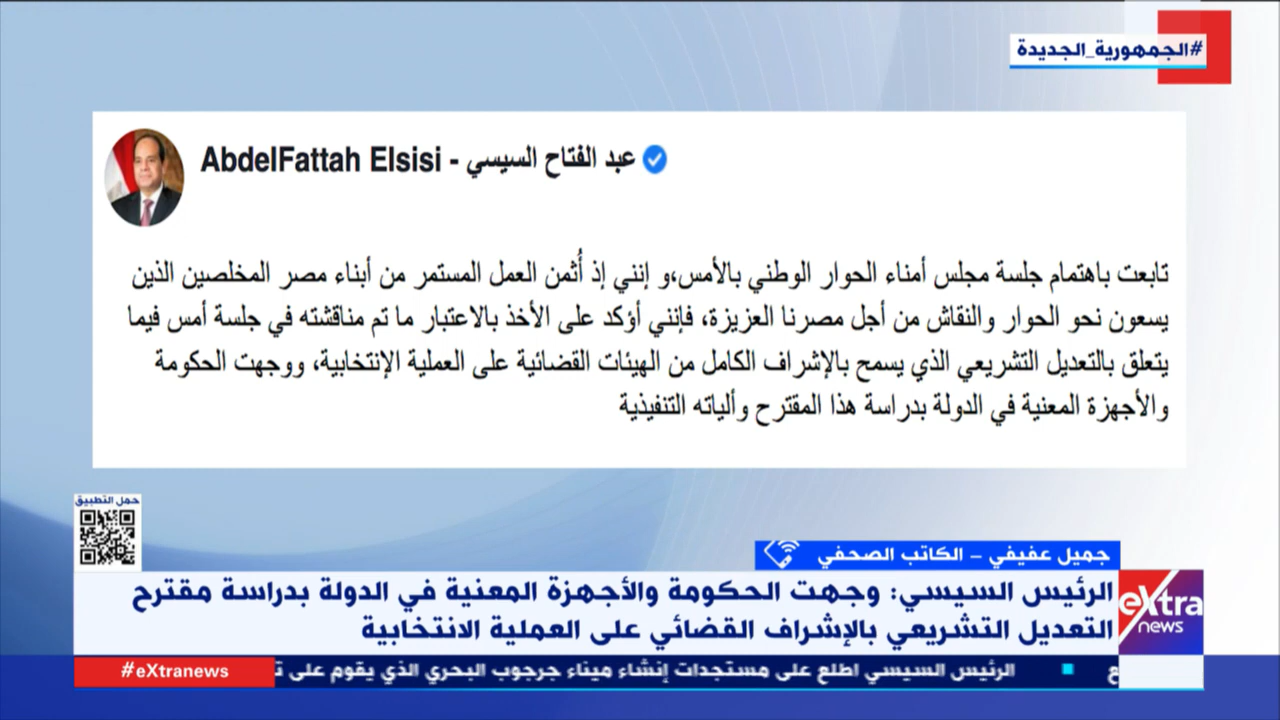 #الجمهورية_الجديدة
عبد الفتاح السيسي - AbdelFattah Elsisi
تابعت باهتمام جلسة مجلس أمناء الحوار الوطني بالأمس،و إنني إذ أُثمن العمل المستمر من أبناء مصر المخلصين الذين
يسعون نحو الحوار والنقاش من أجل مصرنا العزيزة، فإنني أؤكد على الأخذ بالاعتبار ما تم مناقشته في جلسة أمس فيما
يتعلق بالتعديل التشريعي الذي يسمح بالإشراف الكامل من الهيئات القضائية على العملية الإنتخابية، ووجهت الحكومة
والأجهزة المعنية في الدولة بدراسة هذا المقترح وألياته التنفيذية
حمل التطبيق
جميل عفيفي - الكاتب الصحفي
الرئيس السيسي: وجهت الحكومة والأجهزة المعنية في الدولة بدراسة مقترح
التعديل التشريعي بالإشراف القضائي على العملية الانتخابية
eXtra
news
الرئيس السيسي اطلع على مستجدات إنشاء ميناء جرجوب البحري الذي يقوم على
#eXtranews